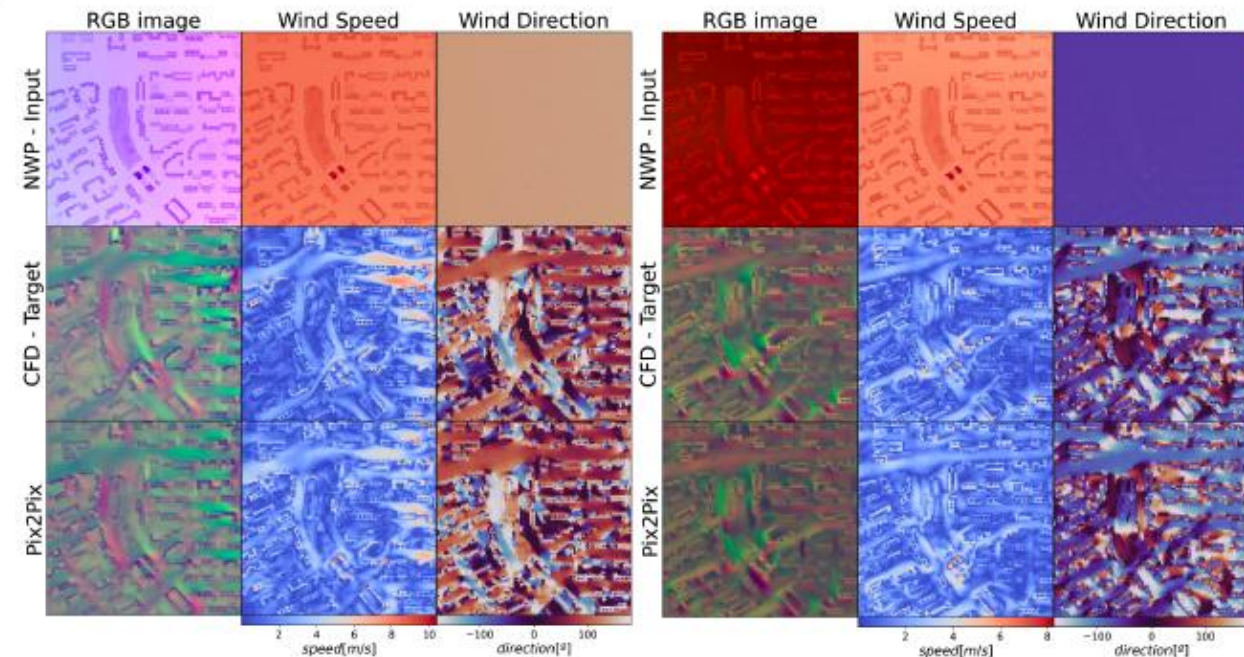 RGB image Wind Speed Wind Direction RGB image Wind Speed Wind Direction
NWP - Input
CFD - Target
Pix2Pix
NWP - Input
CFD - Target
Pix2Pix
2 4 6 8 10 −100 0 100 2 4 6 8 −100 0 100
speed[m/s] direction[º] speed[m/s] direction[º]